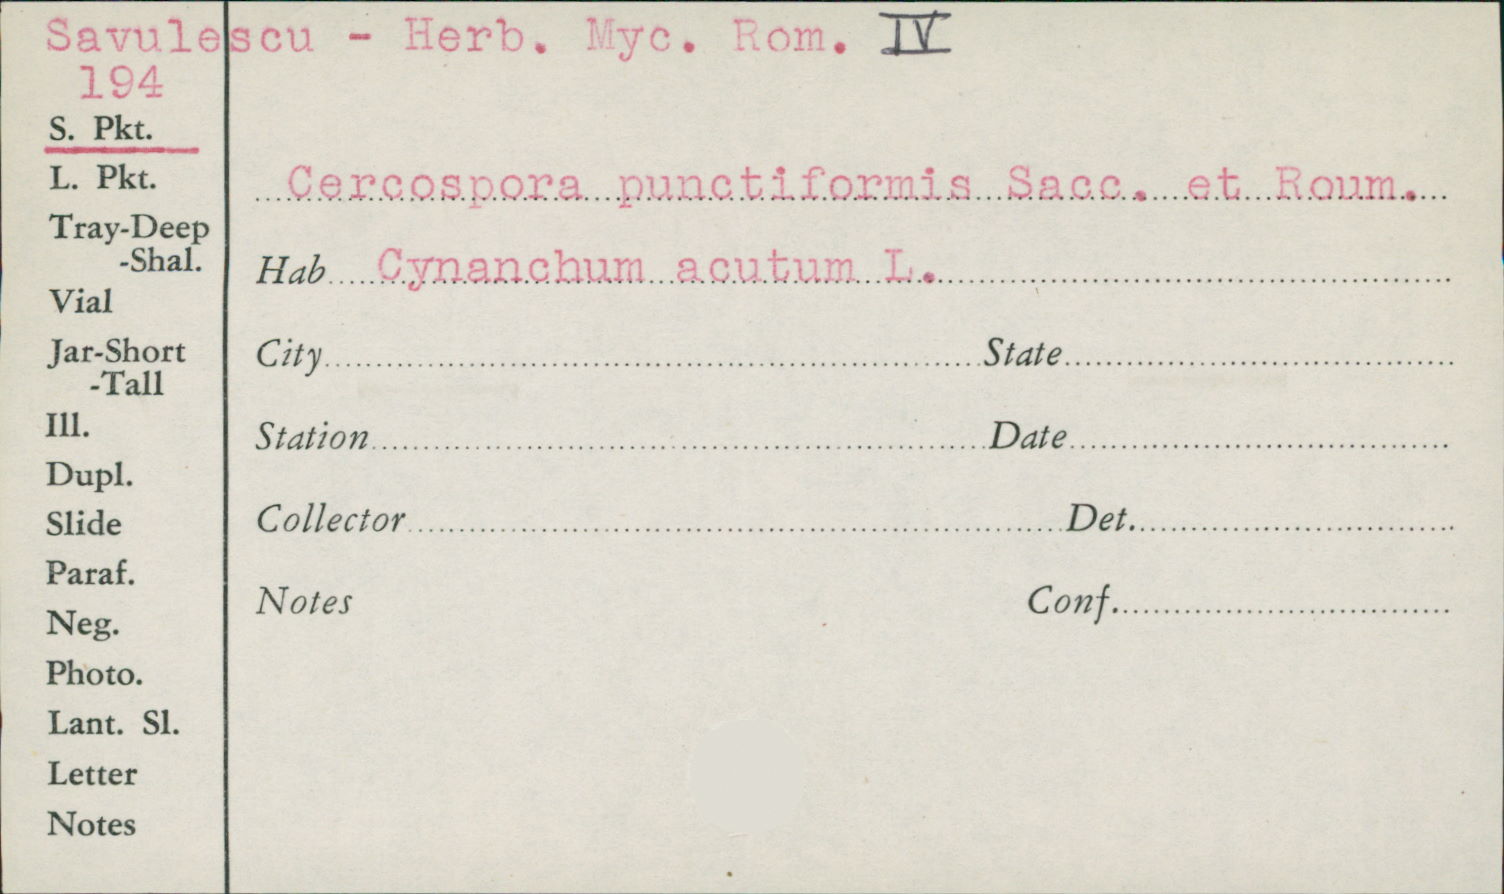 Savulescu - Herb. Myc. Rom. IV
194
S. Pkt.
L. Pkt.
Tray-Deep
-Shal.
Vial
Jar-Short
-Tall
Ill.
Dupl.
Slide
Paraf.
Neg.
Photo.
Lant. Sl.
Letter
Notes
Cercospora punctiformis Sacc. et Roum.
Hab Cynanchum acutum L.
City State
Station Date
Collector Det.
Notes Conf.